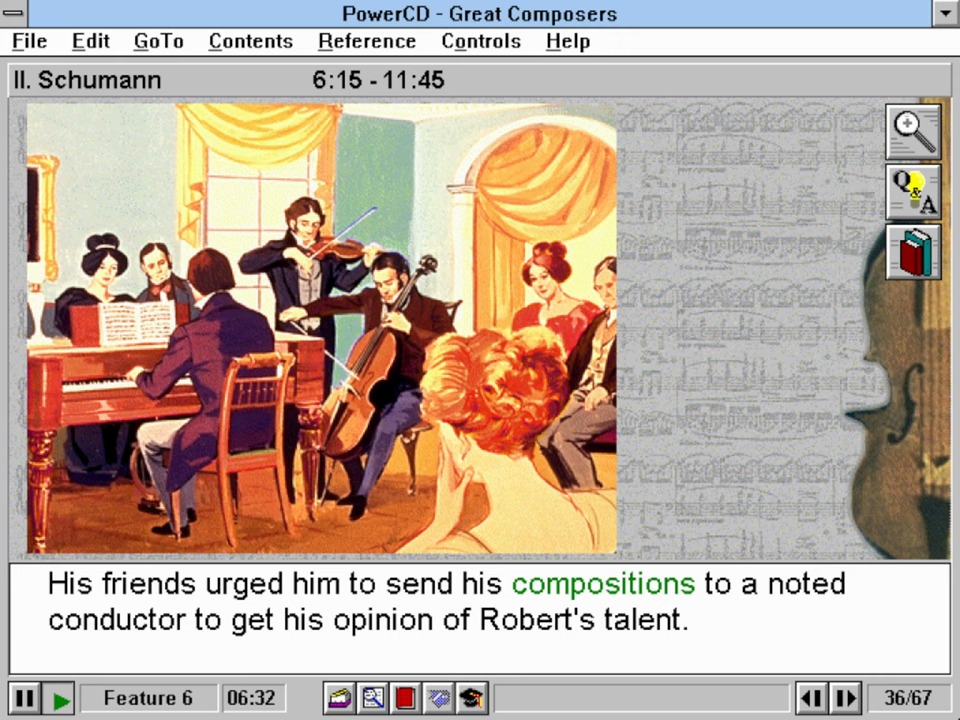 PowerCD - Great Composers
File Edit GoTo Contents Reference Controls Help
II. Schumann 6:15 - 11:45
Q & A
His friends urged him to send his compositions to a noted
conductor to get his opinion of Robert's talent.
Feature 6 06:32 36/67